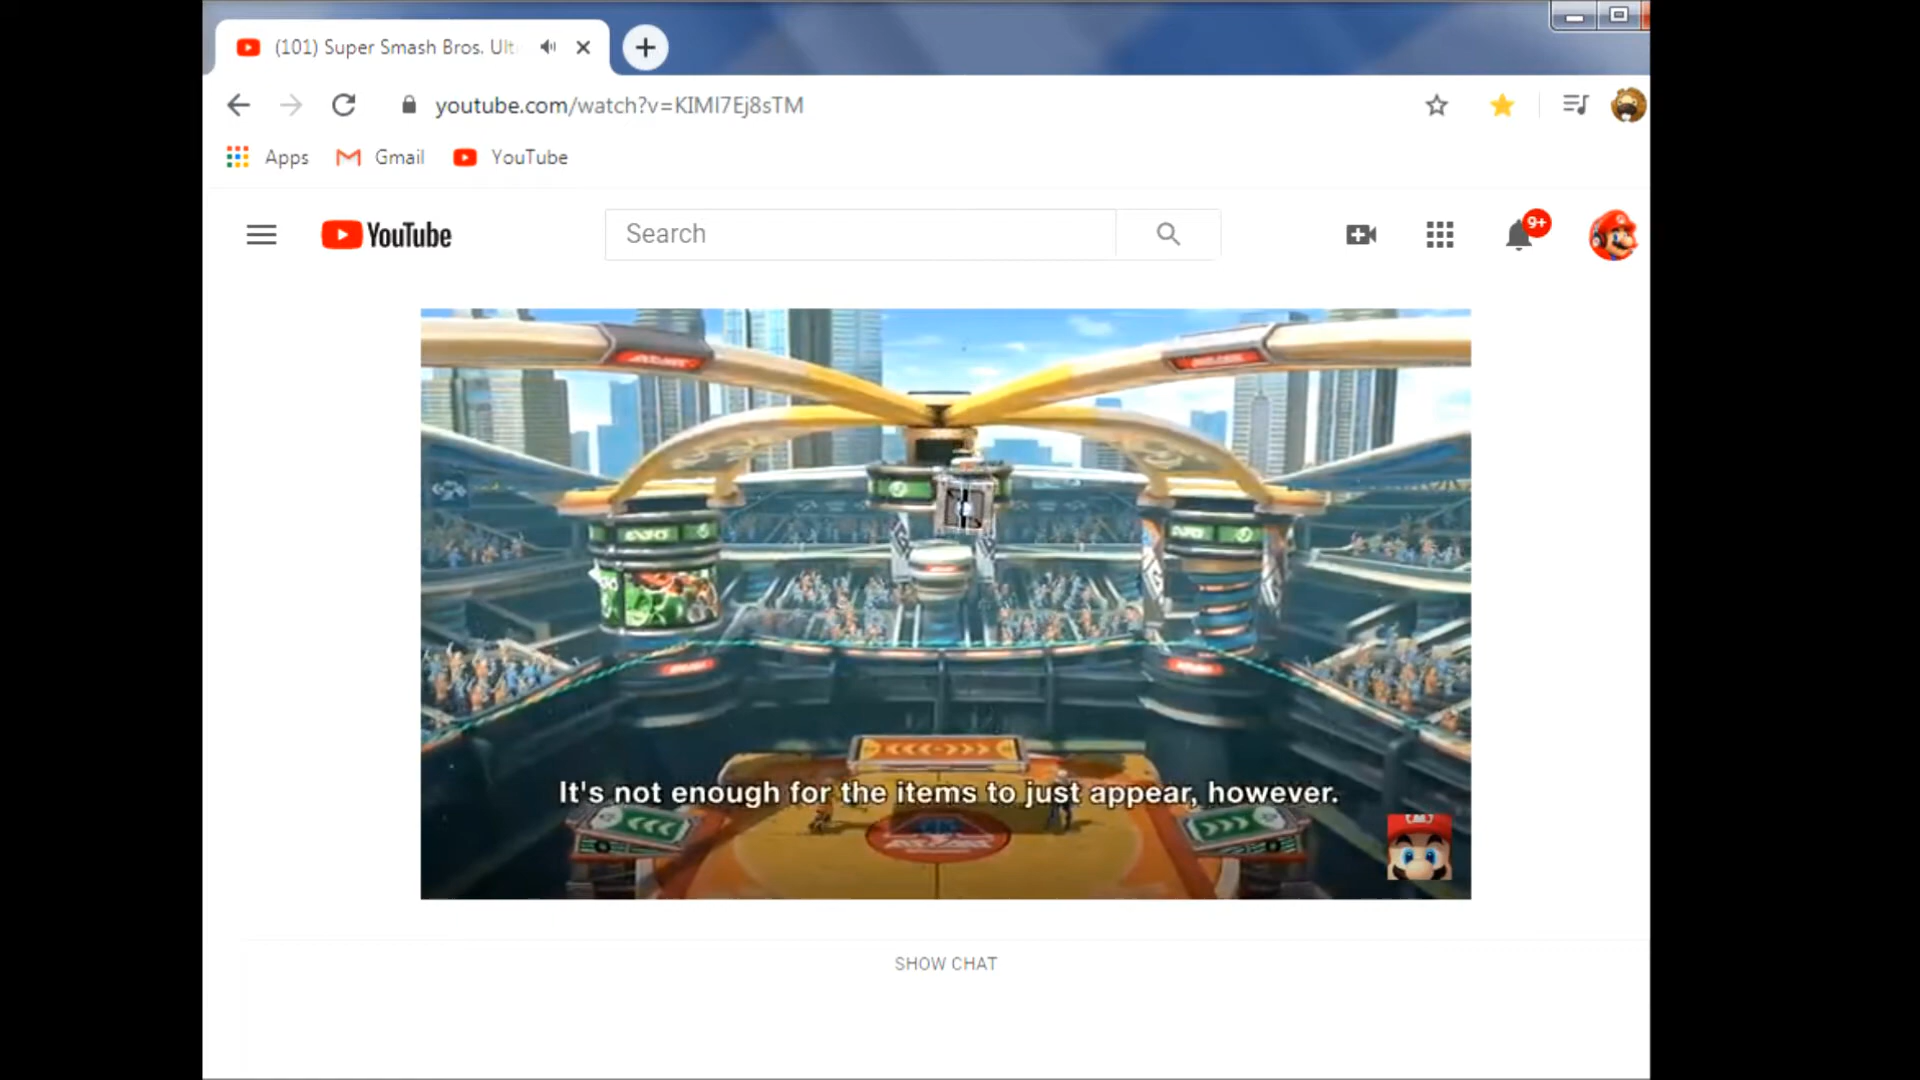 (101) Super Smash Bros. Ult
youtube.com/watch?v=KIMI7Ej8sTM
Apps
Gmail
YouTube
YouTube
Search
9+
It's not enough for the items to just appear, however.
SHOW CHAT